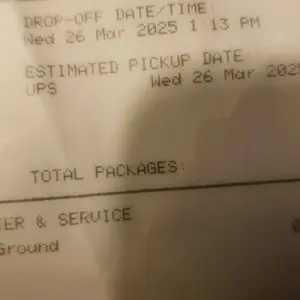 DROP-OFF DATE/TIME:
Wed 26 Mar 2025 1:13 PM
ESTIMATED PICKUP DATE
UPS Wed 26 Mar 2025
TOTAL PACKAGES:
ER & SERVICE
Ground